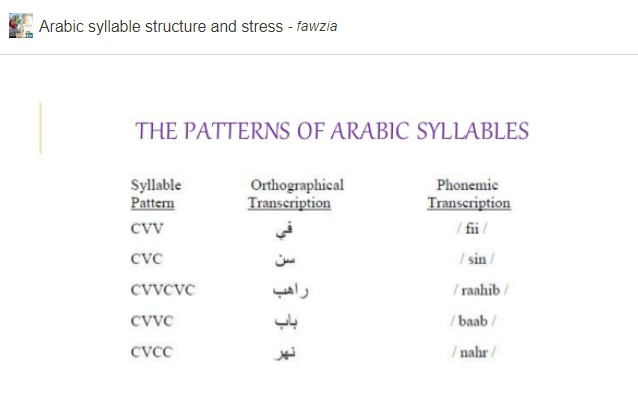 Arabic syllable structure and stress - fawzia
THE PATTERNS OF ARABIC SYLLABLES
Syllable Orthographical Phonemic
Pattern Transcription Transcription
CVV في / fii /
CVC سن / sin /
CVVCVC راهب / raahib /
CVVC باب / baab /
CVCC نهر / nahr /